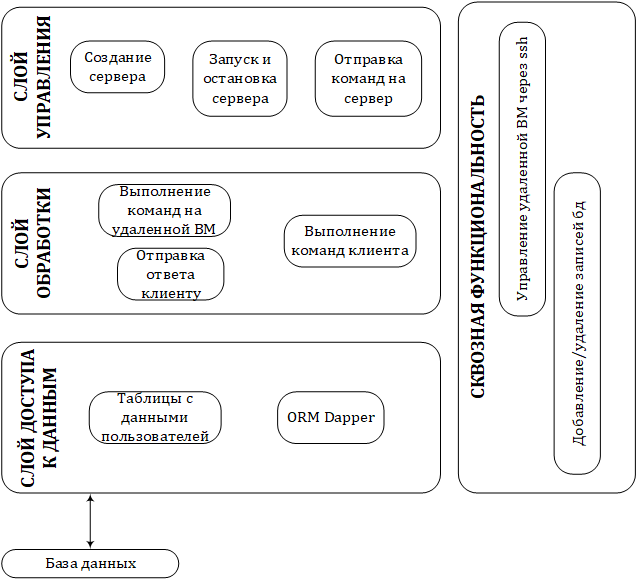 СЛОЙ
УПРАВЛЕНИЯ
Создание
сервера
Запуск и
остановка
сервера
Отправка
команд на
сервер
СЛОЙ
ОБРАБОТКИ
Выполнение
команд на
удаленной ВМ
Отправка
ответа
клиенту
Выполнение
команд клиента
СЛОЙ ДОСТУПА
К ДАННЫМ
Таблицы с
данными
пользователей
ORM Dapper
База данных
СКВОЗНАЯ ФУНКЦИОНАЛЬНОСТЬ
Управление удаленной ВМ через ssh
Добавление/удаление записей бд